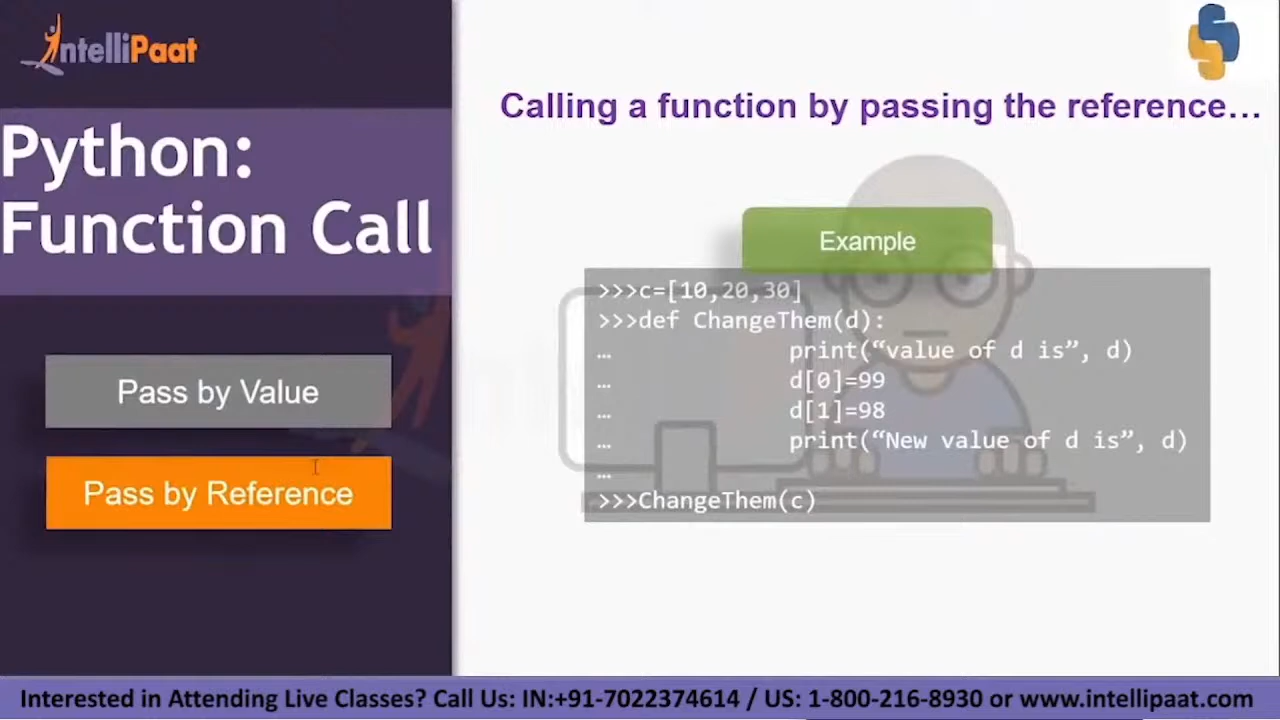 IntelliPaat
Python:
Function Call
Pass by Value
Pass by Reference
Calling a function by passing the reference...
Example
>>>c=[10,20,30]
>>>def ChangeThem(d):
… print(“value of d is”, d)
… d[0]=99
… d[1]=98
… print(“New value of d is”, d)
…
>>>ChangeThem(c)
Interested in Attending Live Classes? Call Us: IN:+91-7022374614 / US: 1-800-216-8930 or www.intellipaat.com